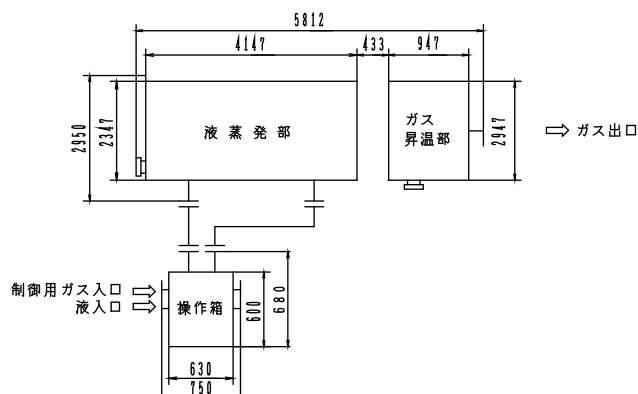 5812
4147 433 947
2950
2347
液蒸発部
ガス
昇温部
2947
ガス出口
制御用ガス入口
液入口
操作箱
600
680
630
750